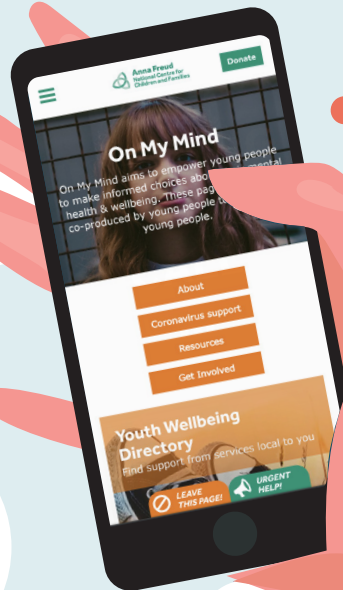 Anna Freud
National Centre for
Children and Families
Donate
On My Mind
On My Mind aims to empower young people
to make informed choices abo mental
health & wellbeing. These pag
co-produced by young people t
young people.
About
Coronavirus support
Resources
Get Involved
Youth Wellbeing
Directory
Find support from services local to you
LEAVE
THIS PAGE!
URGENT
HELP!